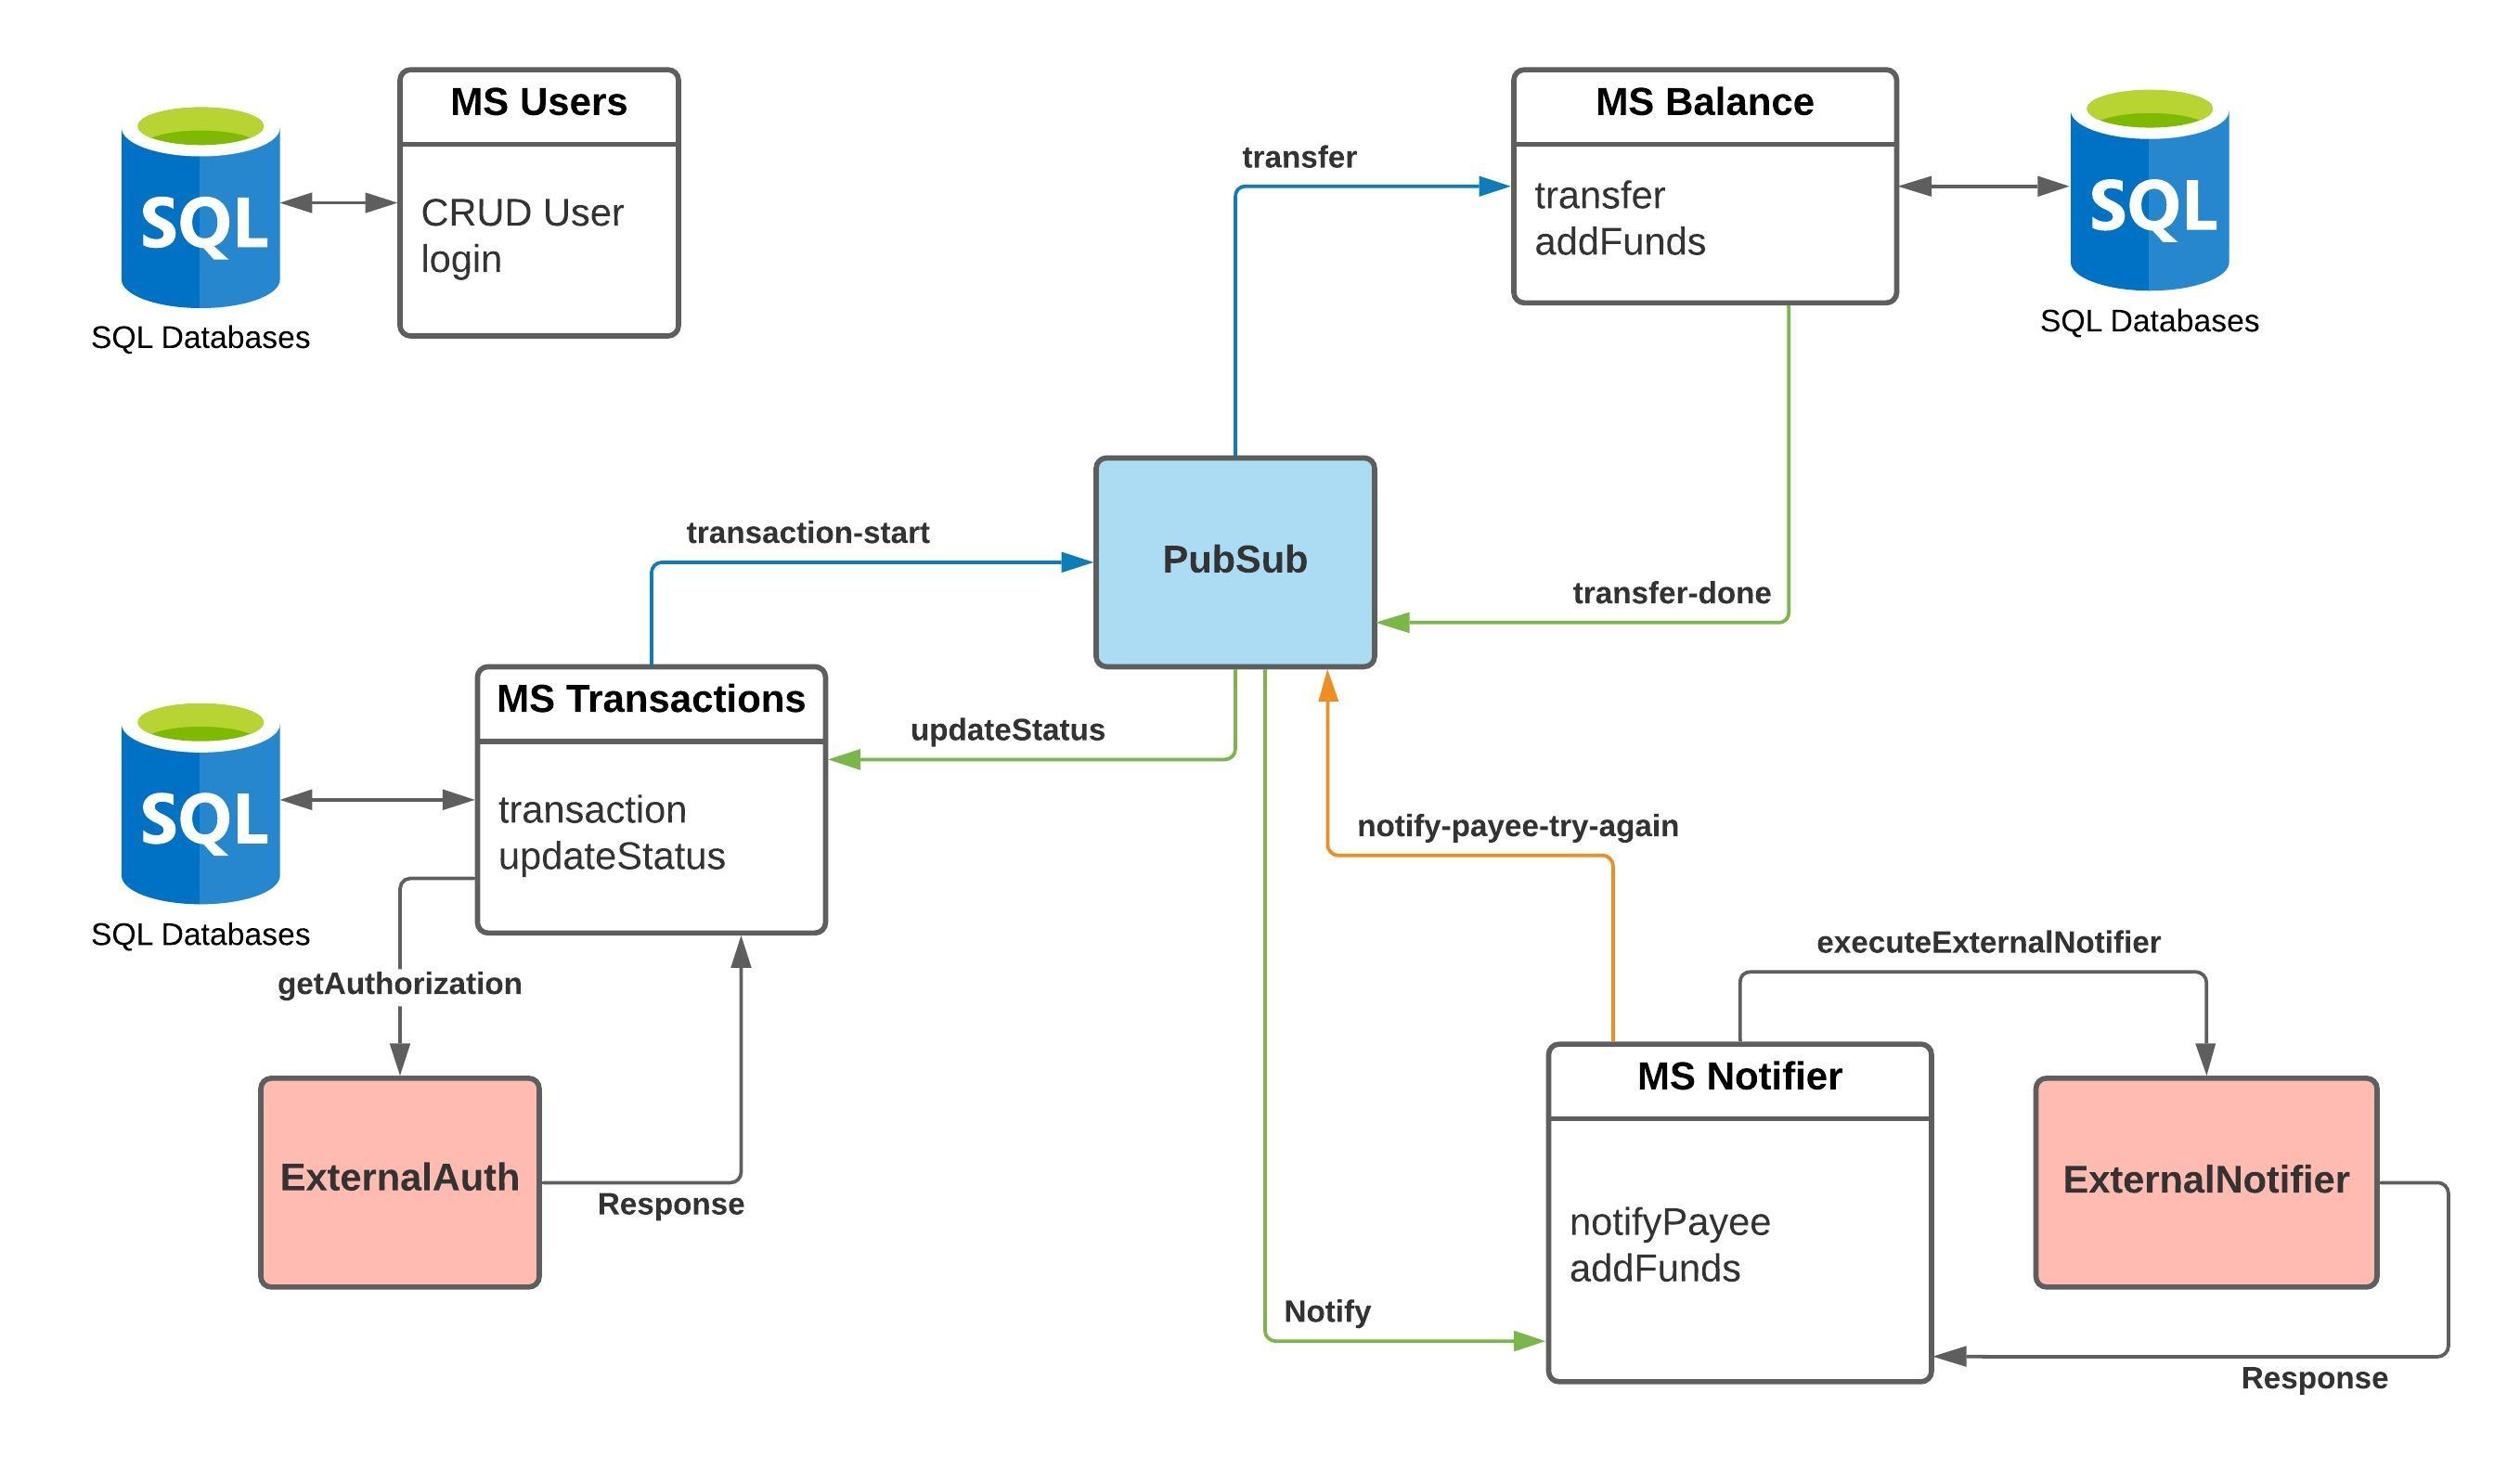 MS Users
CRUD User
login
SQL
SQL Databases
MS Balance
transfer
addFunds
SQL
SQL Databases
transfer
PubSub
transaction-start
transfer-done
MS Transactions
transaction
updateStatus
updateStatus
SQL
SQL Databases
notify-payee-try-again
getAuthorization
ExternalAuth
Response
executeExternalNotifier
MS Notifier
notifyPayee
addFunds
ExternalNotifier
Notify
Response